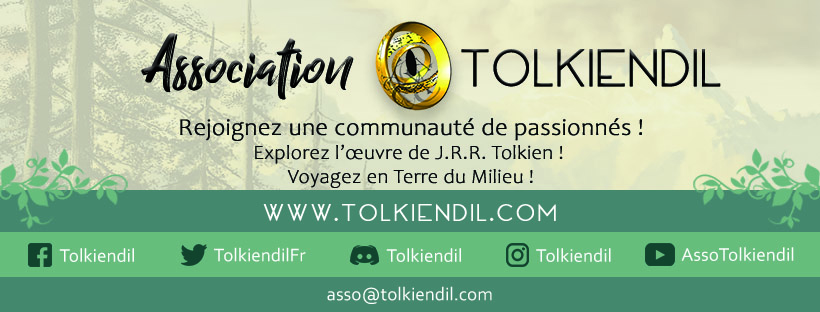 Association TOLKIENDIL
Rejoignez une communauté de passionnés !
Explorez l'œuvre de J.R.R. Tolkien !
Voyagez en Terre du Milieu !
WWW.TOLKIENDIL.COM
Tolkiendil TolkiendilFr Tolkiendil Tolkiendil AssoTolkiendil
asso@tolkiendil.com